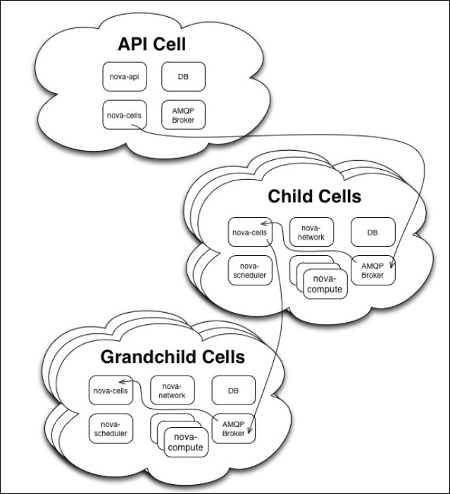 API Cell
nova-api
DB
nova-cells
AMQP
Broker
Child Cells
nova-cells
nova-
network
DB
nova-
scheduler
nova-
compute
AMQP
Broker
Grandchild Cells
nova-cells
nova-
network
DB
nova-
scheduler
nova-
compute
AMQP
Broker